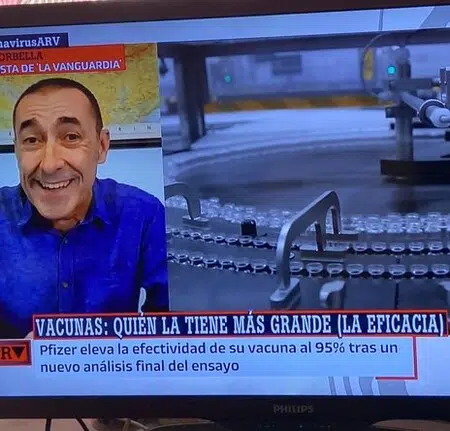 navirusARV
ORBELLA
STA DE 'LA VANGUARDIA'
VACUNAS: QUIÉN LA TIENE MÁS GRANDE (LA EFICACIA)
Pfizer eleva la efectividad de su vacuna al 95% tras un
nuevo análisis final del ensayo
PHILIPS